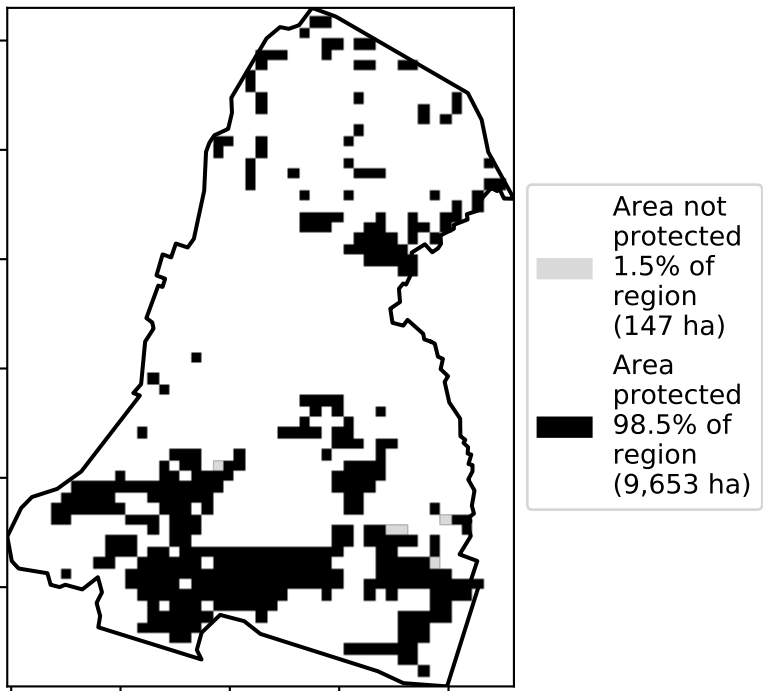 Area not
protected
1.5% of
region
(147 ha)
Area
protected
98.5% of
region
(9,653 ha)